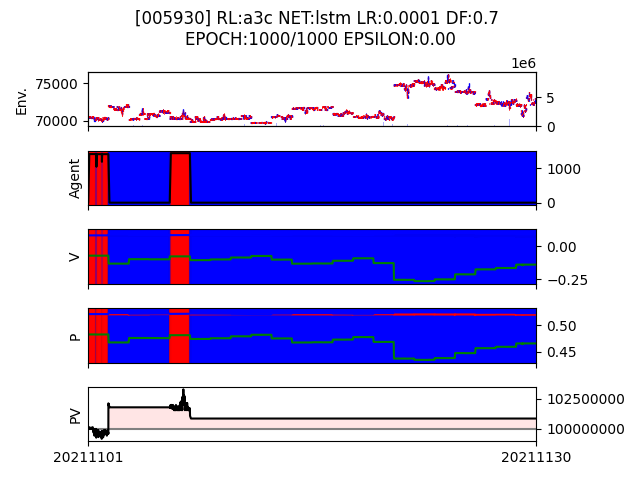 [005930] RL:a3c NET:lstm LR:0.0001 DF:0.7
EPOCH:1000/1000 EPSILON:0.00
1e6
Env.
75000
70000
5
0
Agent
1000
0
V
0.00
−0.25
P
0.50
0.45
PV
102500000
100000000
20211101
20211130